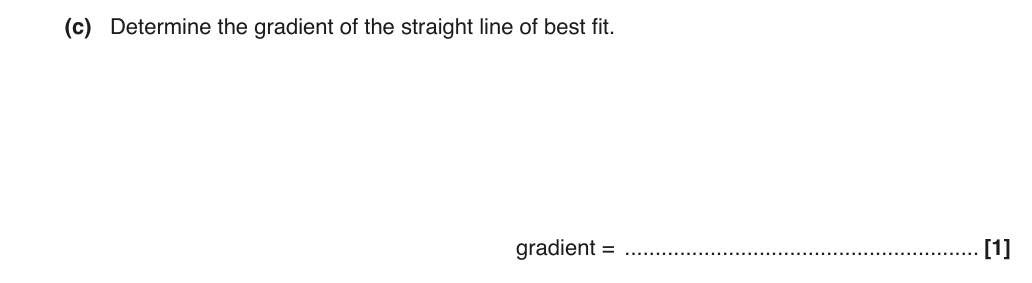 (c) Determine the gradient of the straight line of best fit.
gradient = ......................................................... [1]